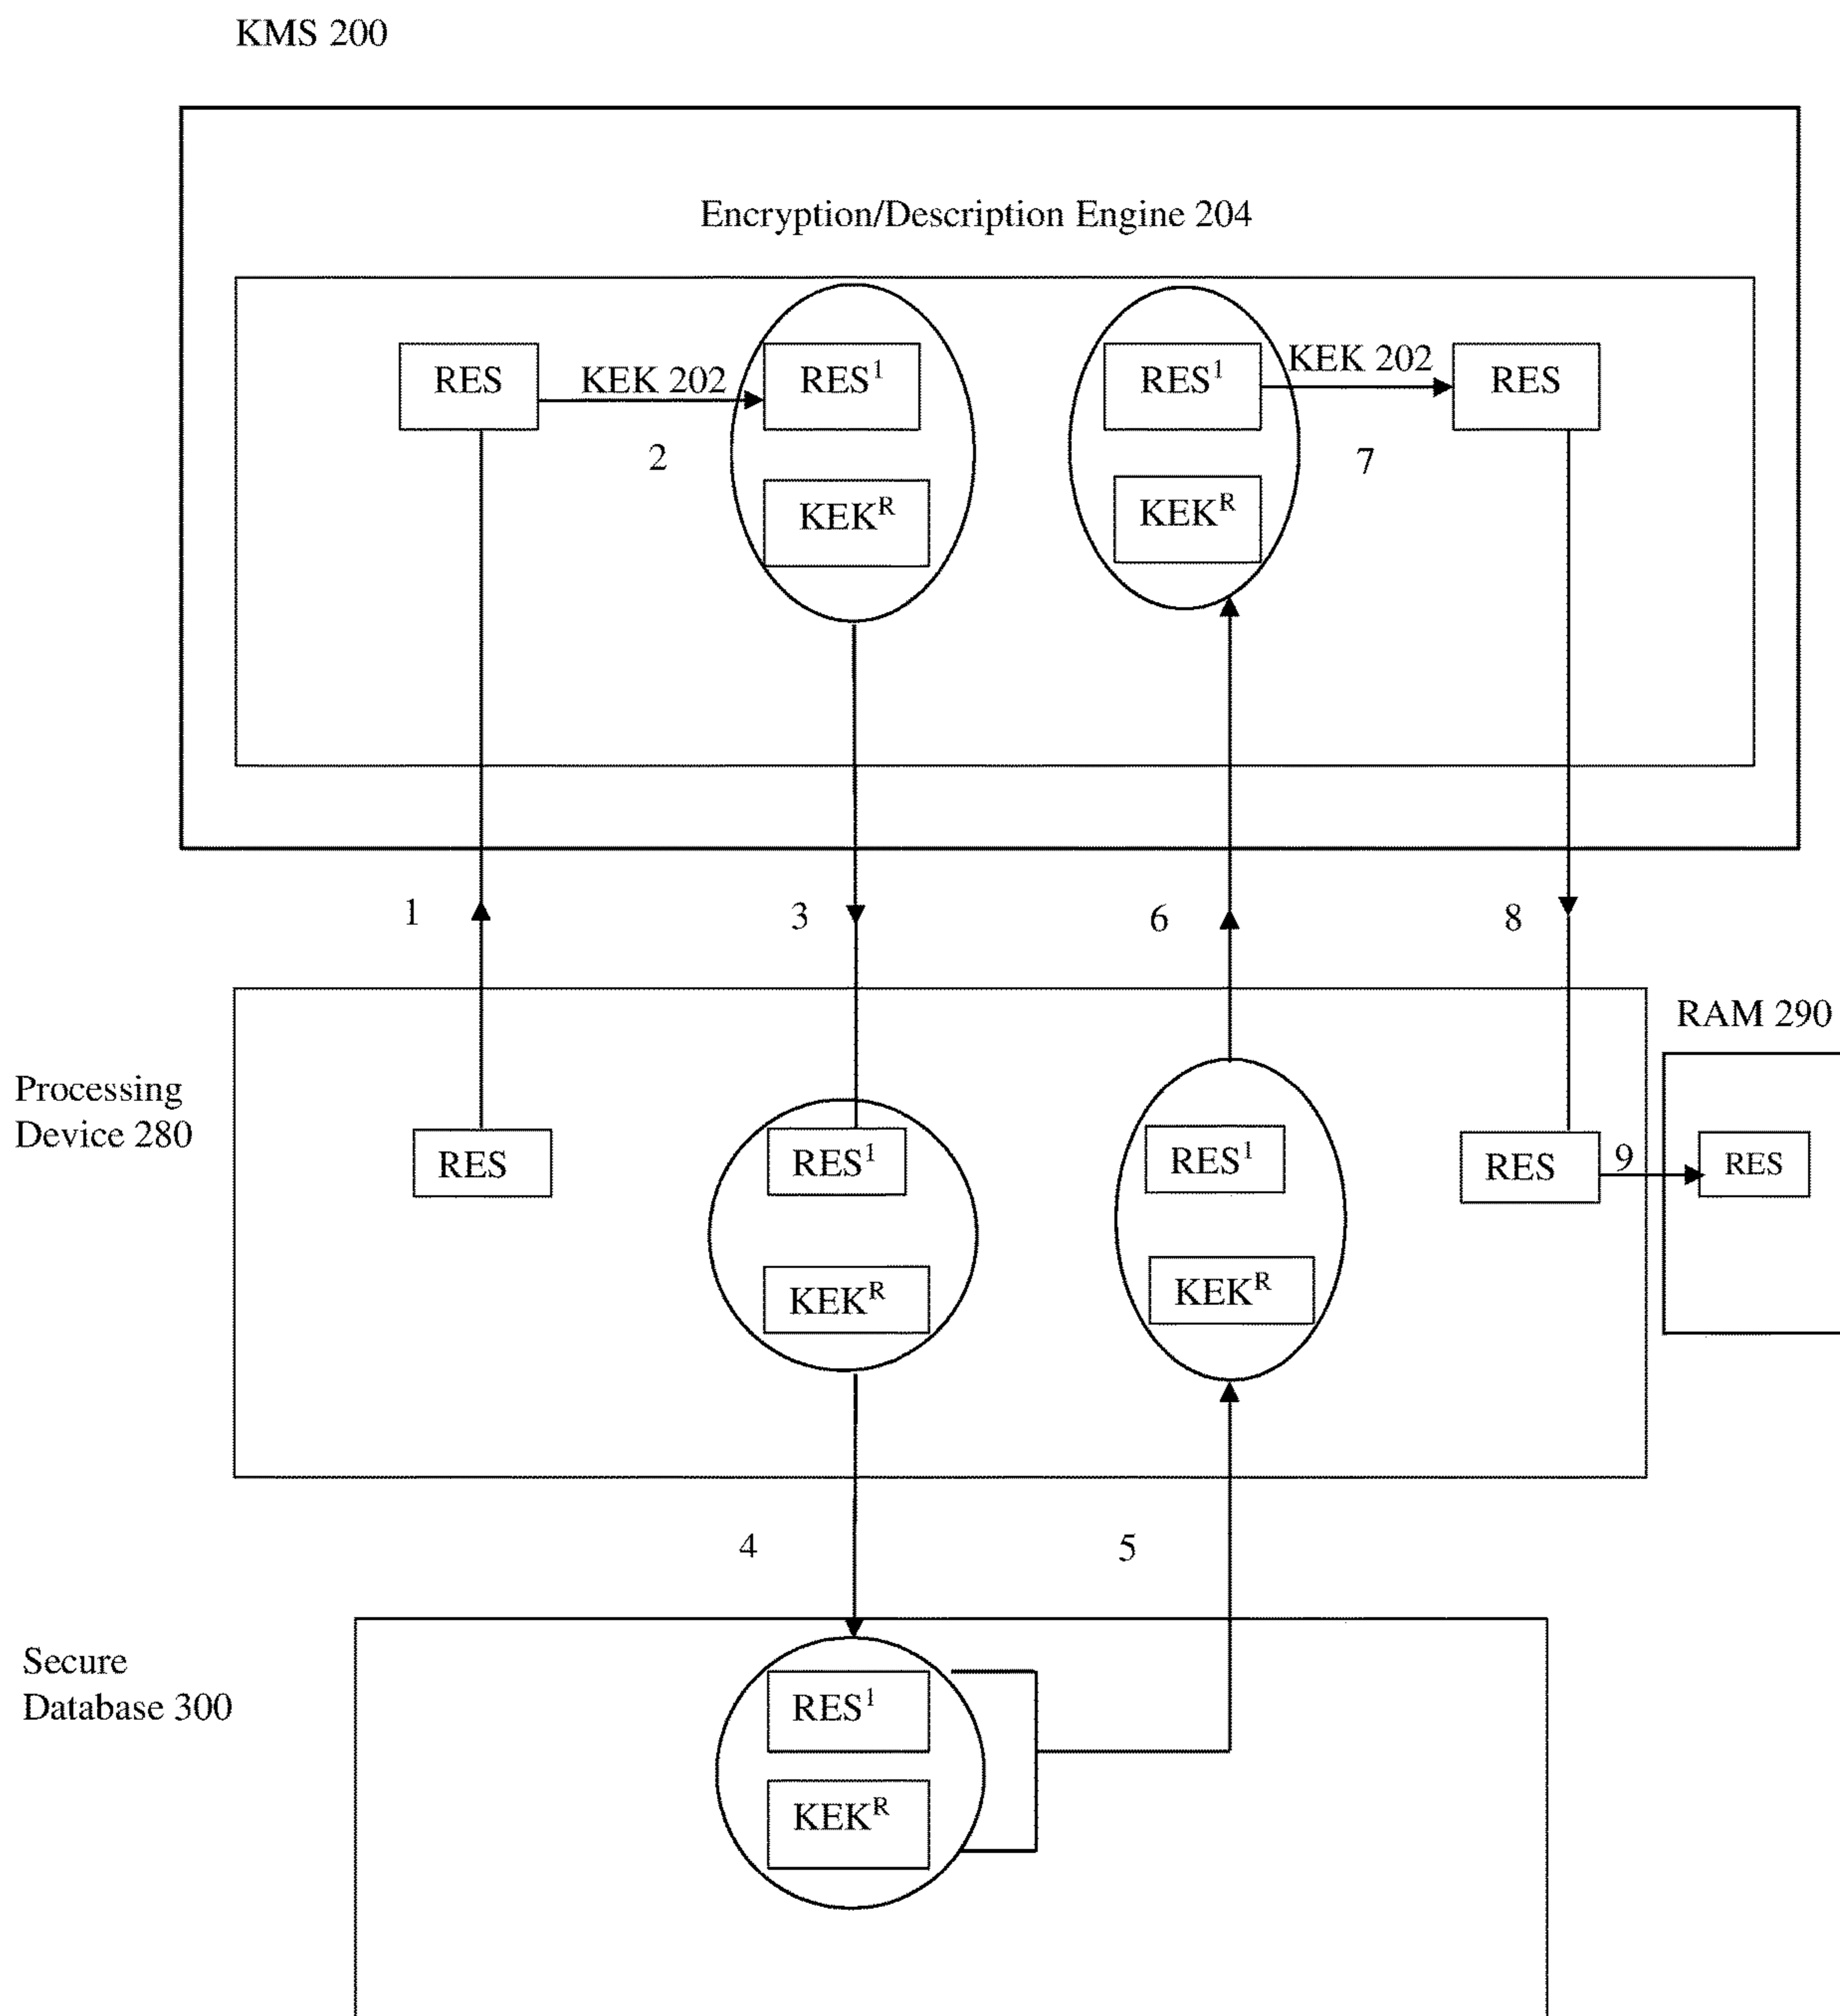 KMS 200
Encryption/Description Engine 204
RES
KEK 202
RES¹
RES¹
KEK 202
RES
2
7
KEKᴿ
KEKᴿ
1
3
6
8
RAM 290
Processing
Device 280
RES
RES¹
RES¹
RES
9
RES
KEKᴿ
KEKᴿ
4
5
Secure
Database 300
RES¹
KEKᴿ